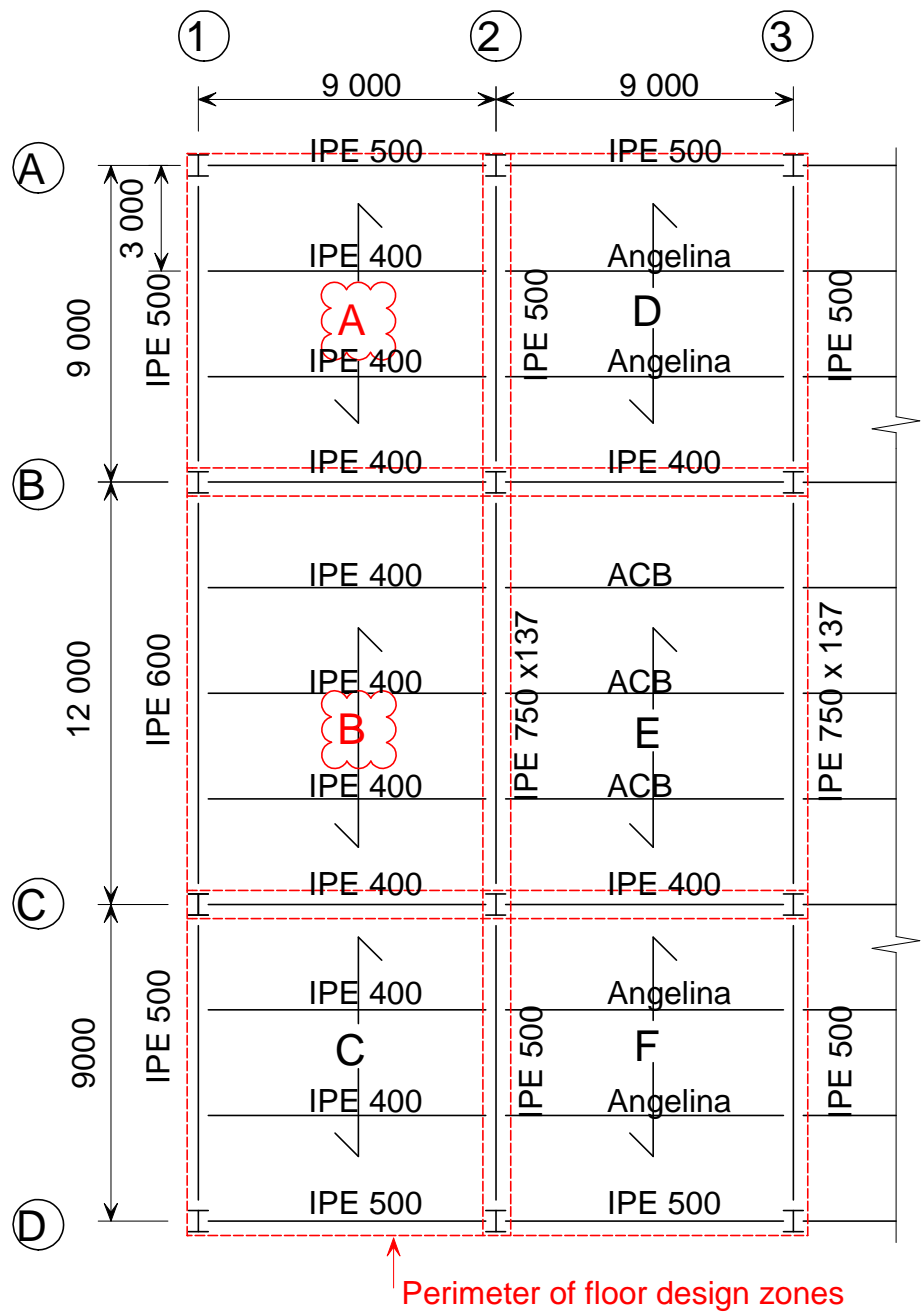 1
2
3
9 000
9 000
A
IPE 500
IPE 500
3 000
IPE 400
Angelina
9 000
IPE 500
A
IPE 500
D
IPE 500
IPE 400
Angelina
IPE 400
IPE 400
B
IPE 400
ACB
12 000
IPE 600
IPE 400
IPE 750 x137
ACB
IPE 750 x 137
B
E
IPE 400
ACB
IPE 400
IPE 400
C
IPE 400
Angelina
9000
IPE 500
C
IPE 500
F
IPE 500
IPE 400
Angelina
IPE 500
IPE 500
D
Perimeter of floor design zones